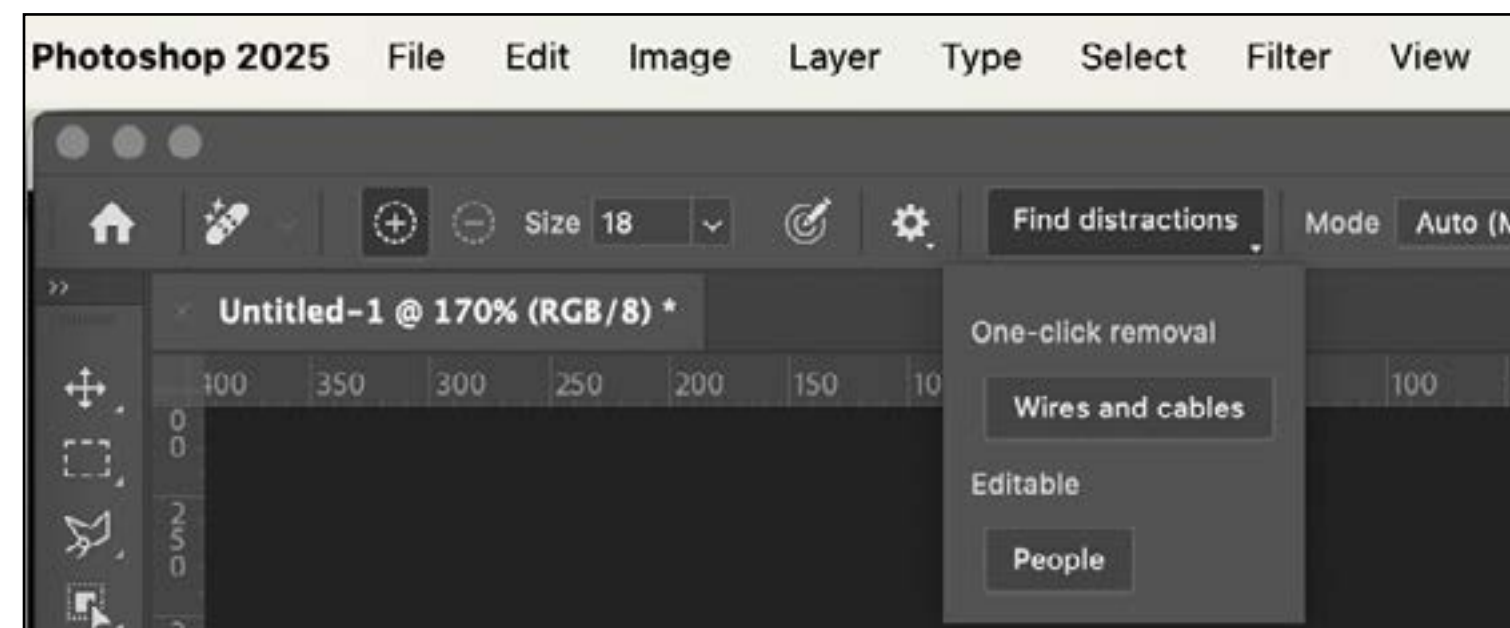 Photoshop 2025 File Edit Image Layer Type Select Filter View
Size 18 Find distractions Mode Auto (
Untitled-1 @ 170% (RGB/8) *
One-click removal
400 350 300 250 200 150 10 100
Wires and cables
0
0
Editable
2
5
0
People